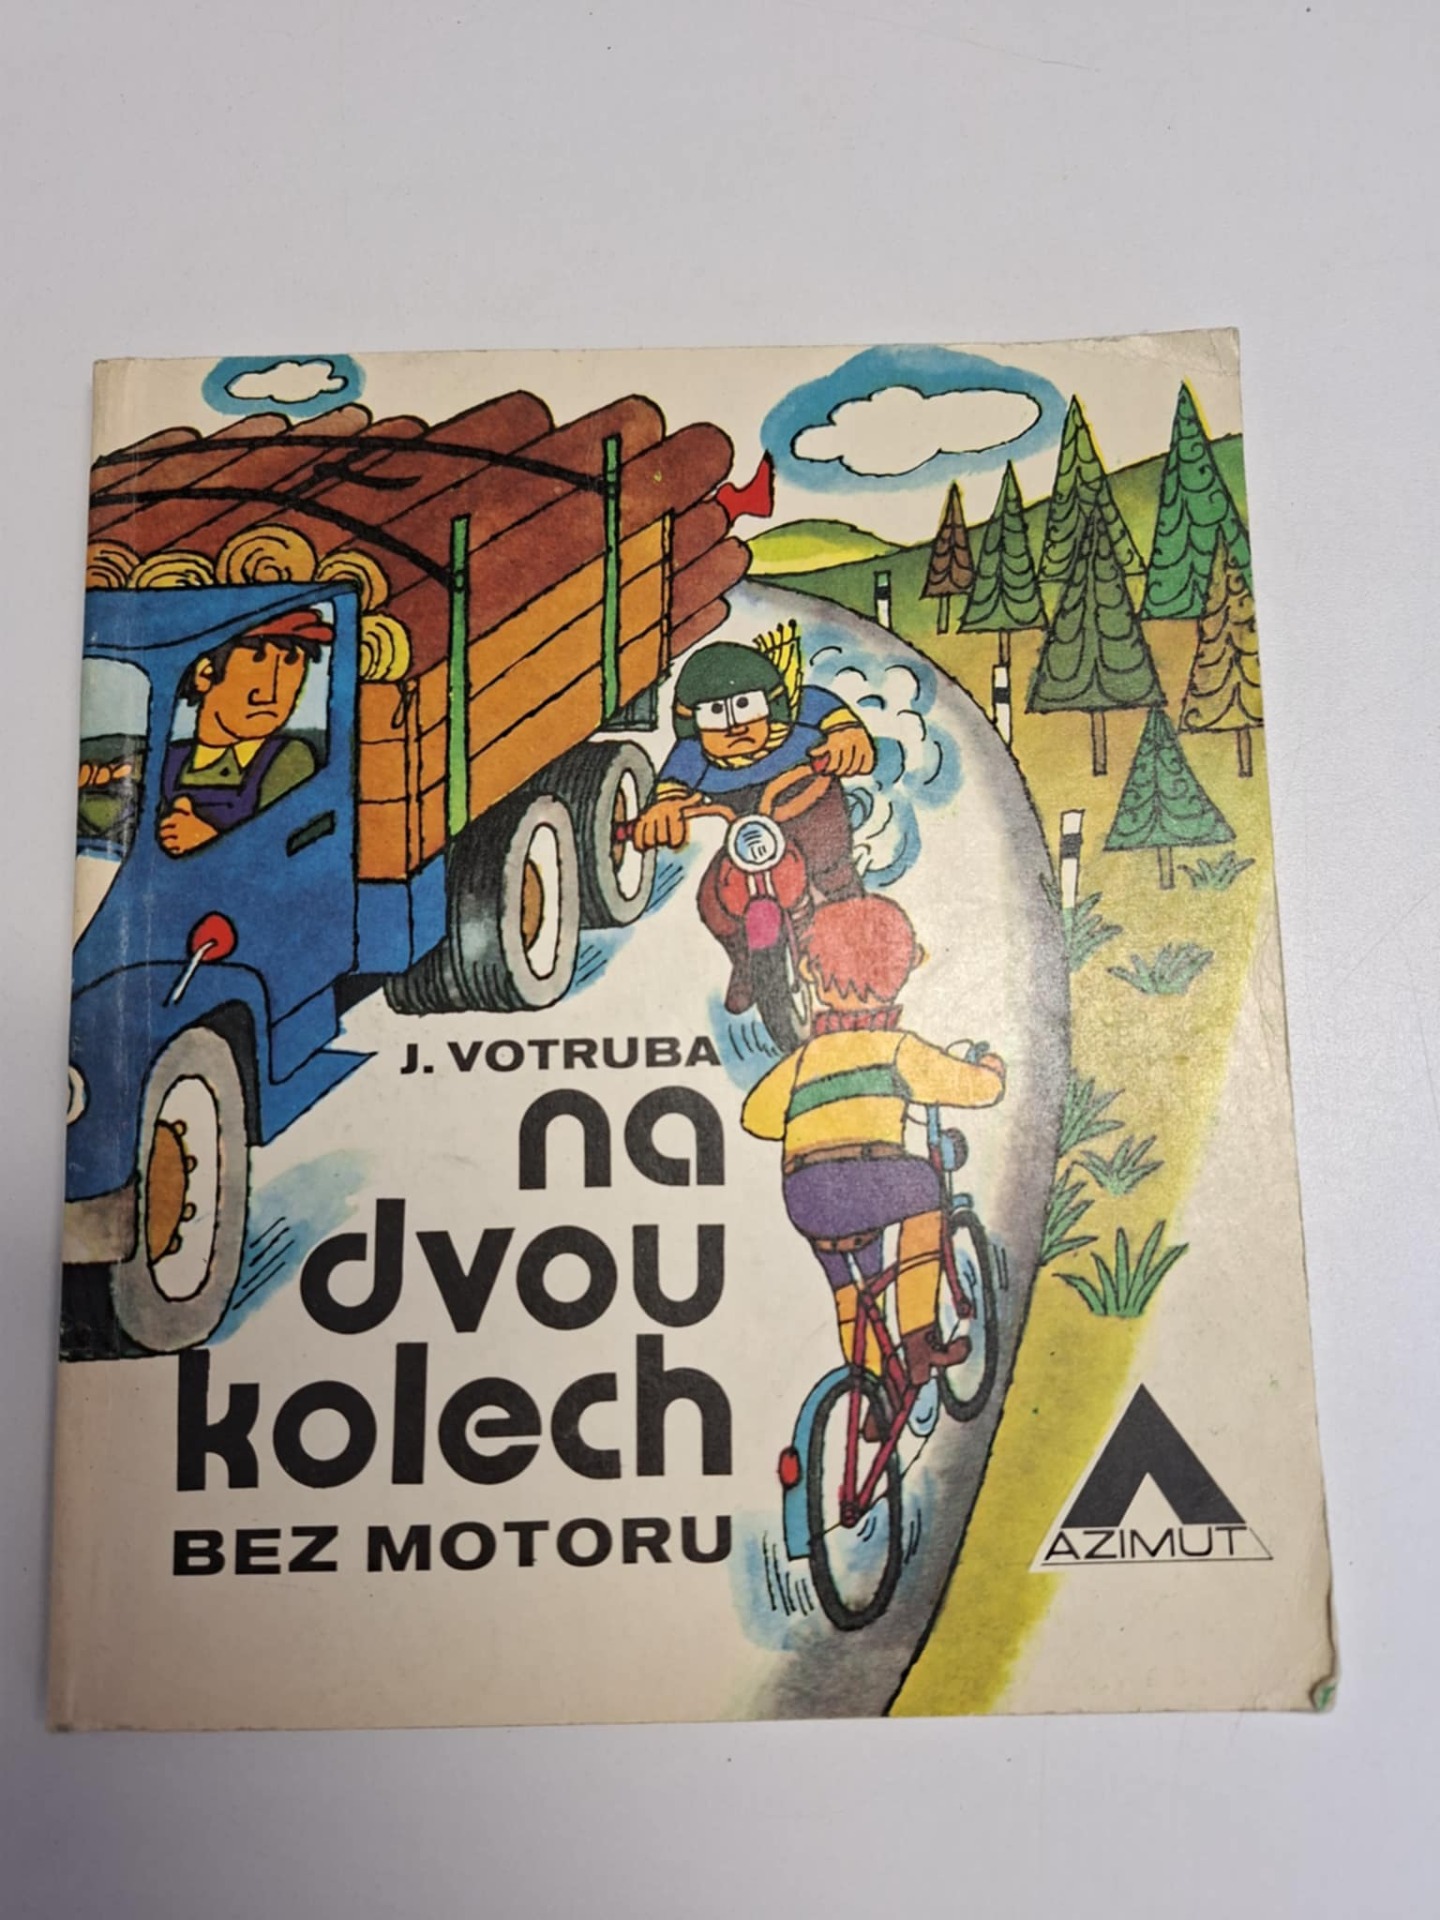 J. VOTRUBA
na
dvou
kolech
BEZ MOTORU
AZIMUT